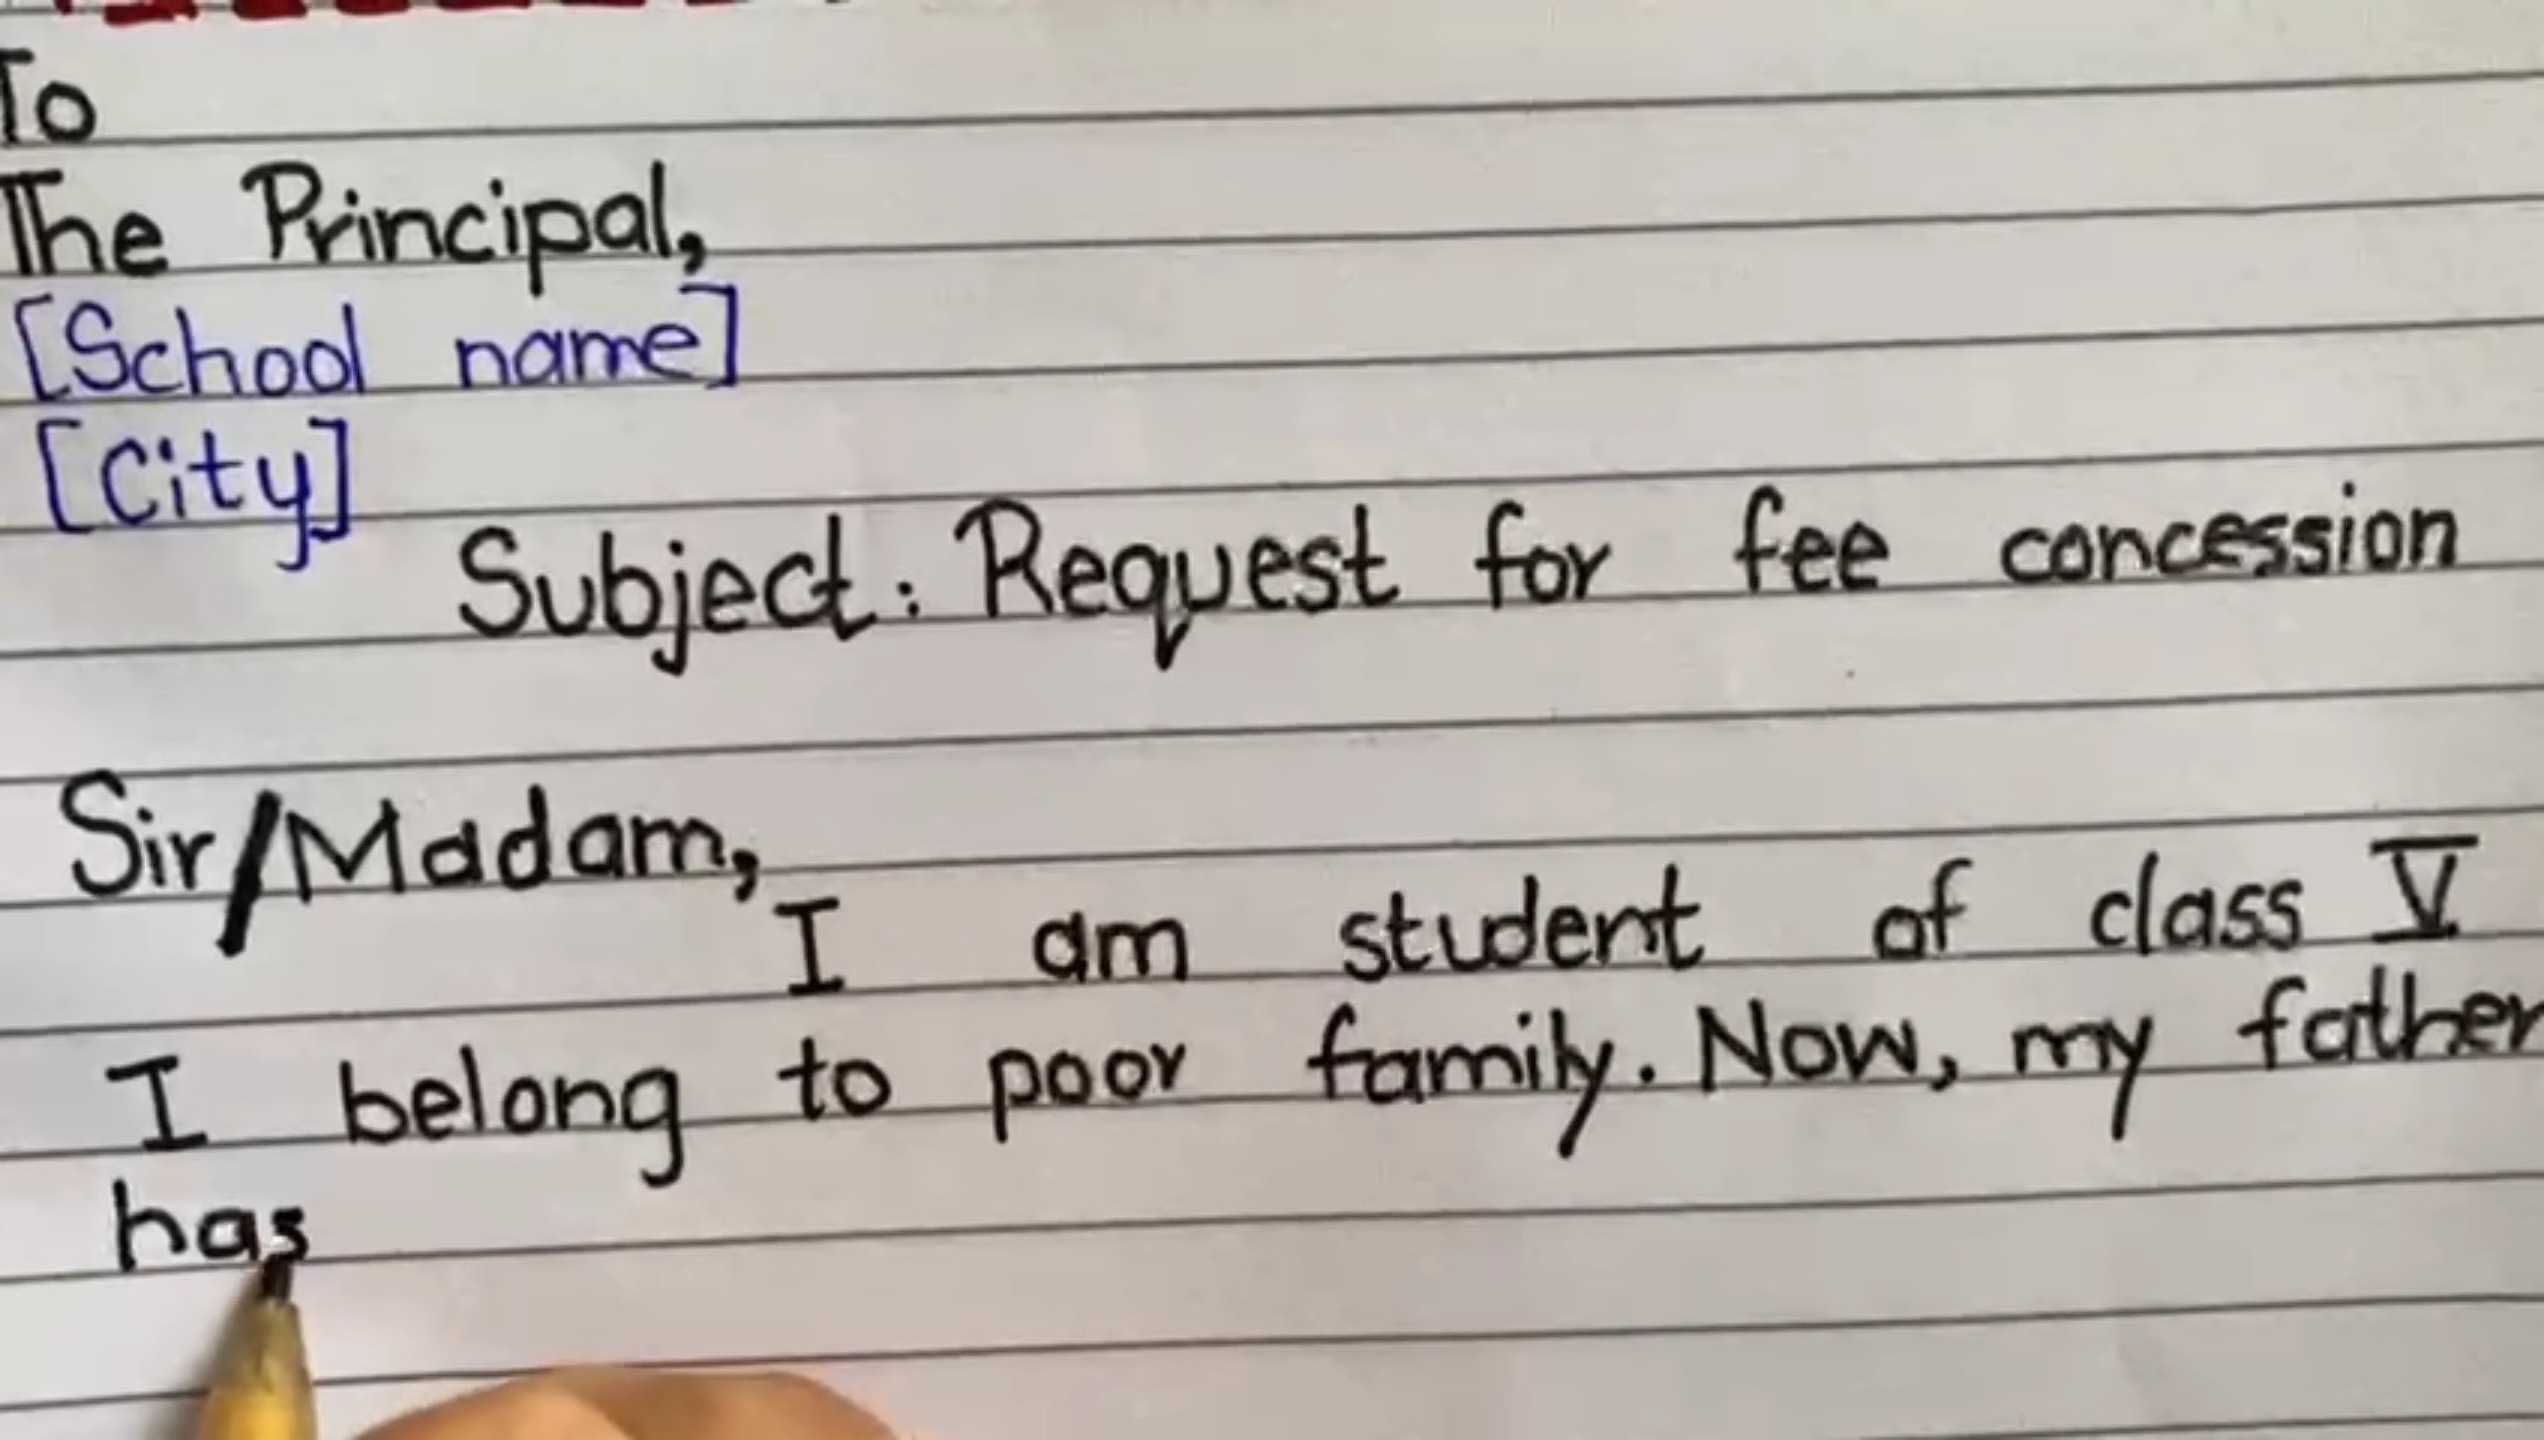 To
The Principal,
[School name]
[City]
Subject: Request for fee concession
Sir/Madam,
I am student of class V
I belong to poor family. Now, my father
has